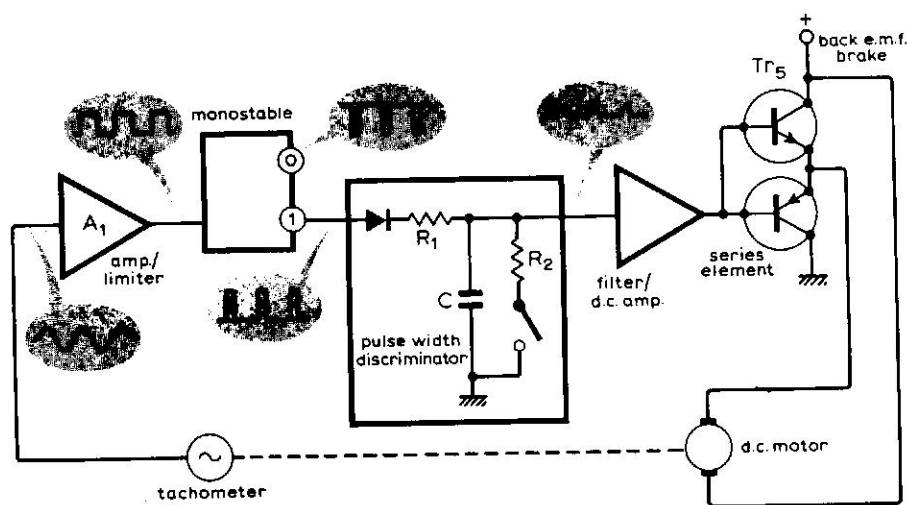 +
back e.m.f.
brake
Tr5
monostable
0
1
A1
amp./
limiter
R1
R2
C
pulse width
discriminator
filter/
d.c. amp.
series
element
d.c. motor
tachometer